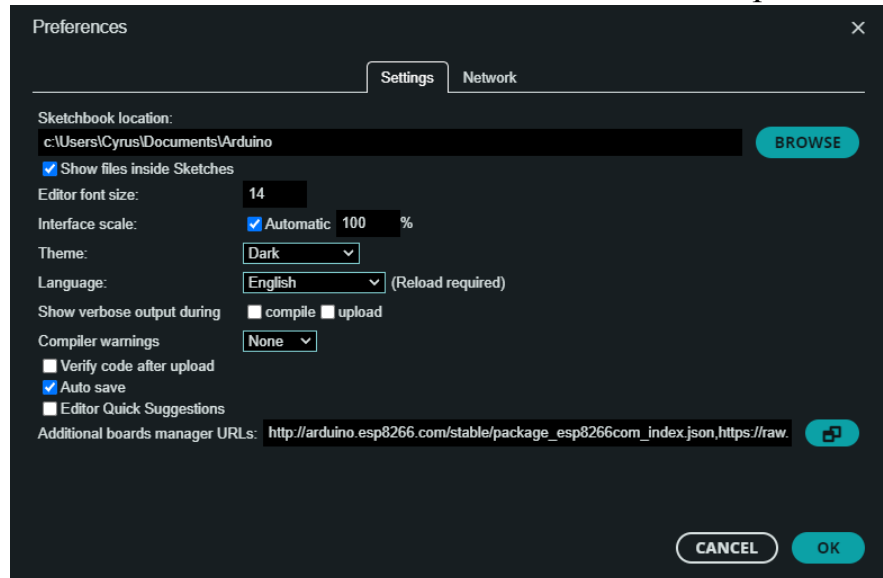 Preferences
Settings Network
Sketchbook location:
c:\Users\Cyrus\Documents\Arduino
BROWSE
Show files inside Sketches
Editor font size: 14
Interface scale: Automatic 100 %
Theme: Dark
Language: English (Reload required)
Show verbose output during compile upload
Compiler warnings None
Verify code after upload
Auto save
Editor Quick Suggestions
Additional boards manager URLs: http://arduino.esp8266.com/stable/package_esp8266com_index.json,https://raw.
CANCEL OK